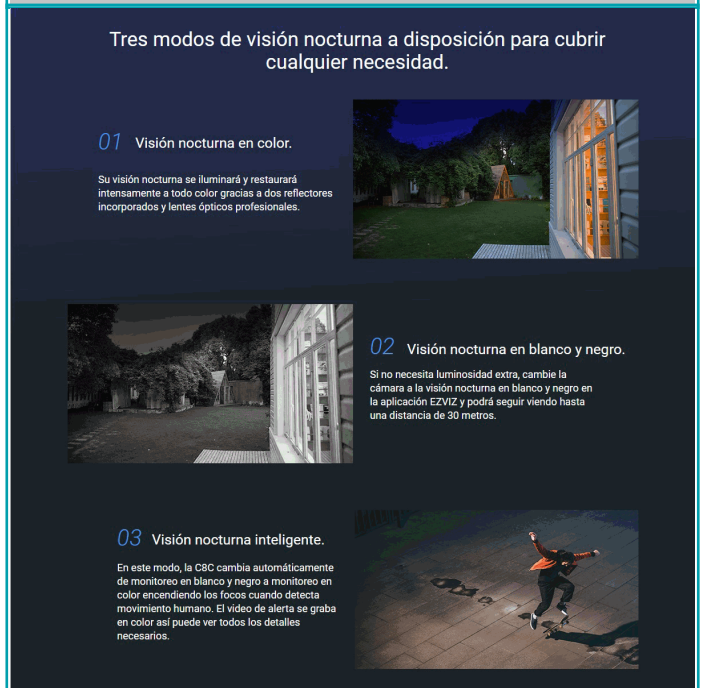 Tres modos de visión nocturna a disposición para cubrir
cualquier necesidad.
01 Visión nocturna en color.
Su visión nocturna se iluminará y restaurará
intensamente a todo color gracias a dos reflectores
incorporados y lentes ópticos profesionales.
02 Visión nocturna en blanco y negro.
Si no necesita luminosidad extra, cambie la
cámara a la visión nocturna en blanco y negro en
la aplicación EZVIZ y podrá seguir viendo hasta
una distancia de 30 metros.
03 Visión nocturna inteligente.
En este modo, la C8C cambia automáticamente
de monitoreo en blanco y negro a monitoreo en
color encendiendo los focos cuando detecta
movimiento humano. El video de alerta se graba
en color así puede ver todos los detalles
necesarios.